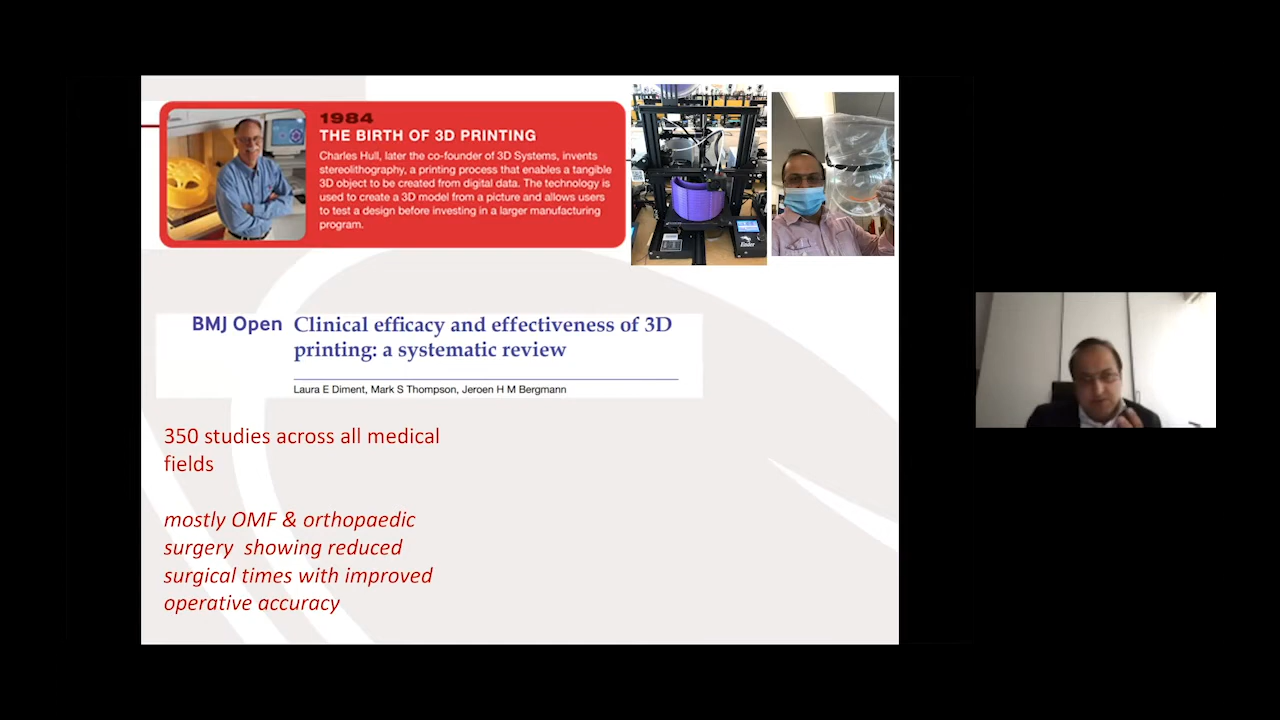 1984
THE BIRTH OF 3D PRINTING
Charles Hull, later the co-founder of 3D Systems, invents
stereolithography, a printing process that enables a tangible
3D object to be created from digital data. The technology is
used to create a 3D model from a picture and allows users
to test a design before investing in a larger manufacturing
program.
Ender
BMJ Open Clinical efficacy and effectiveness of 3D
printing: a systematic review
Laura E Diment, Mark S Thompson, Jeroen H M Bergmann
350 studies across all medical
fields
mostly OMF & orthopaedic
surgery showing reduced
surgical times with improved
operative accuracy